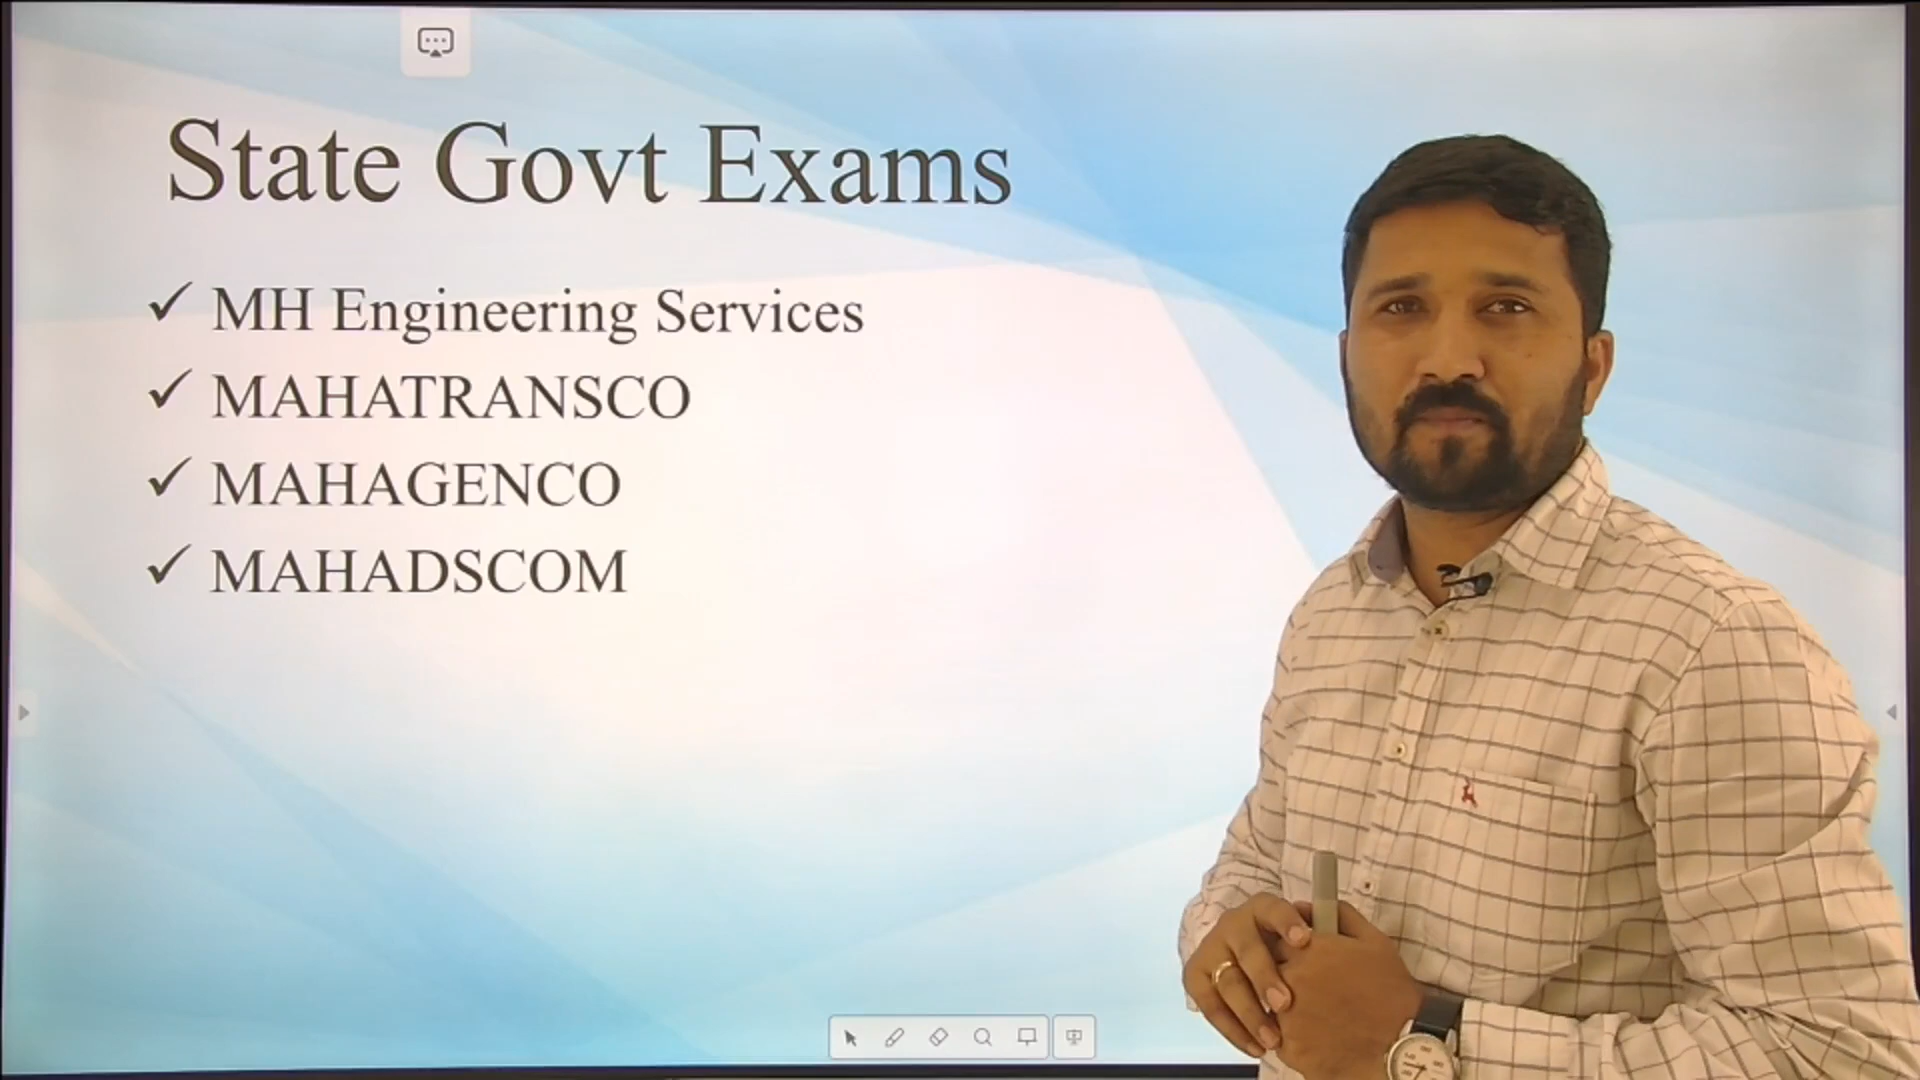 State Govt Exams
✓ MH Engineering Services
✓ MAHATRANSCO
✓ MAHAGENCO
✓ MAHADSCOM